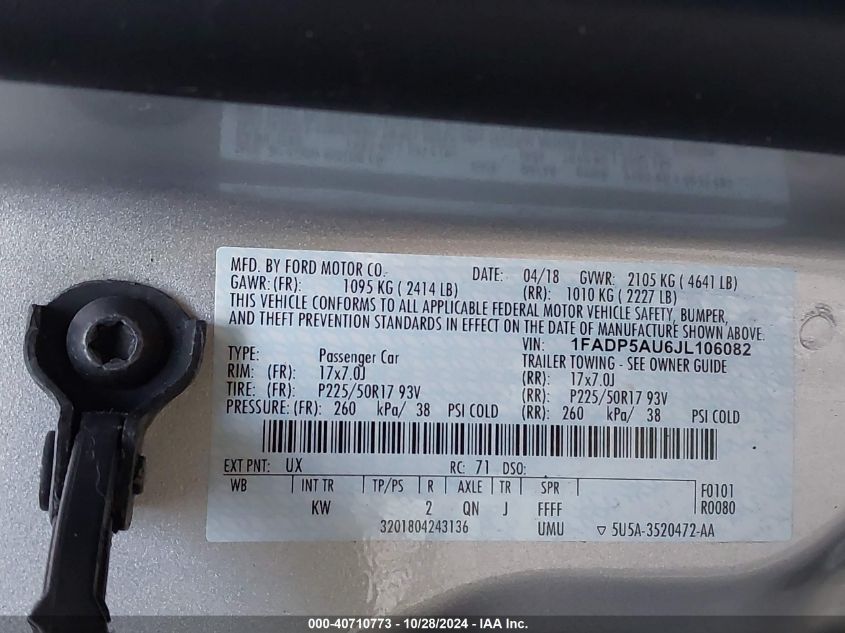 MFD. BY FORD MOTOR CO.
DATE: 04/18 GVWR: 2105 KG ( 4641 LB)
GAWR: (FR): 1095 KG ( 2414 LB) (RR): 1010 KG ( 2227 LB)
THIS VEHICLE CONFORMS TO ALL APPLICABLE FEDERAL MOTOR VEHICLE SAFETY, BUMPER,
AND THEFT PREVENTION STANDARDS IN EFFECT ON THE DATE OF MANUFACTURE SHOWN ABOVE.
VIN: 1FADP5AU6JL106082
TYPE: Passenger Car TRAILER TOWING - SEE OWNER GUIDE
RIM: (FR): 17x7.0J (RR): 17x7.0J
TIRE: (FR): P225/50R17 93V (RR): P225/50R17 93V
PRESSURE: (FR): 260 kPa/ 38 PSI COLD (RR): 260 kPa/ 38 PSI COLD
EXT PNT: UX RC: 71 DSO:
WB INT TR TP/PS R AXLE TR SPR F0101
KW 2 QN J FFFF R0080
3201804243136 UMU ▽ 5U5A-3520472-AA
000-40710773 - 10/28/2024 - IAA Inc.